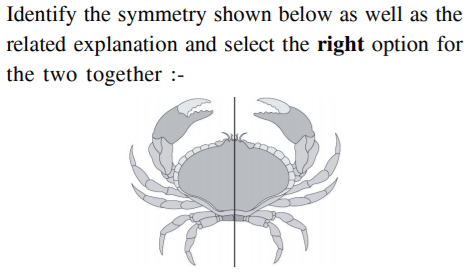 Identify the symmetry shown below as well as the
related explanation and select the right option for
the two together :-